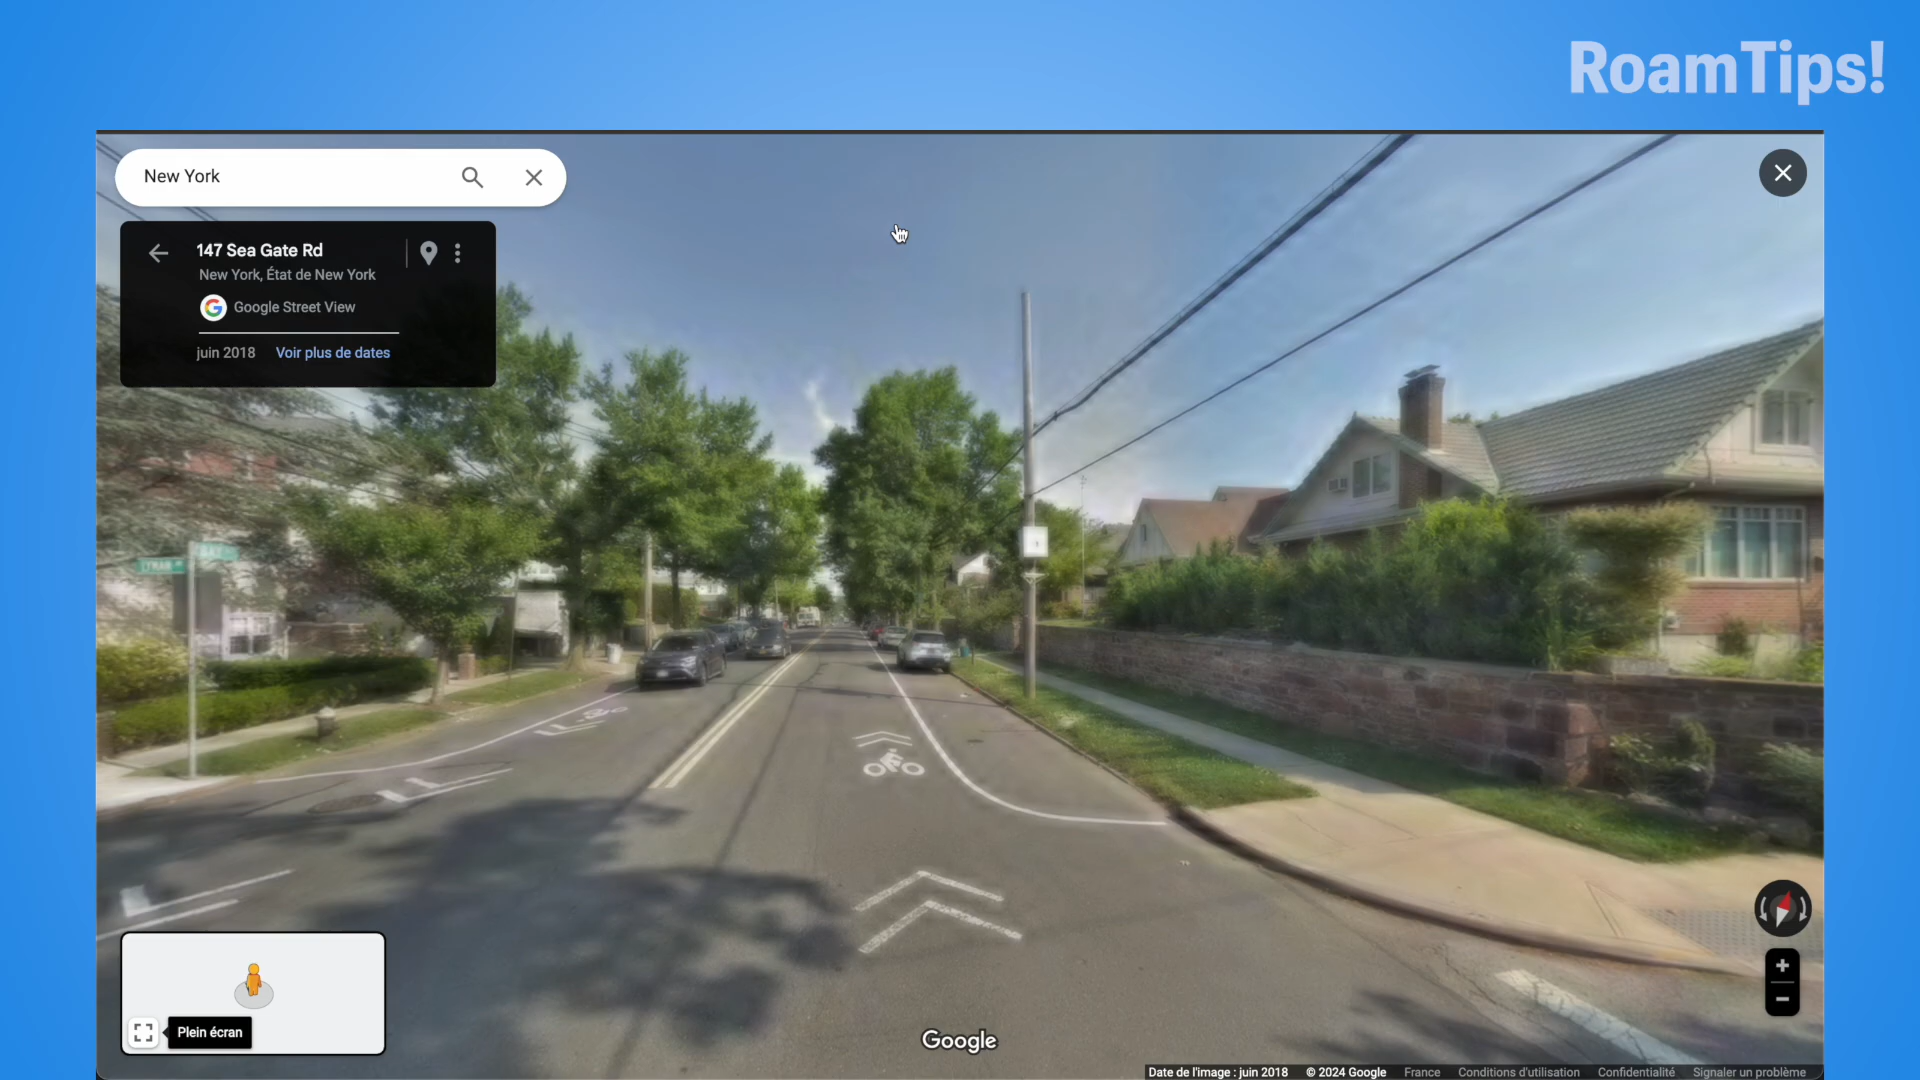 RoamTips!
New York
147 Sea Gate Rd
New York, État de New York
Google Street View
juin 2018 Voir plus de dates
BAY
LYMAN
Plein écran
Google
Date de l'image : juin 2018 © 2024 Google France Conditions d'utilisation Confidentialité Signaler un problème